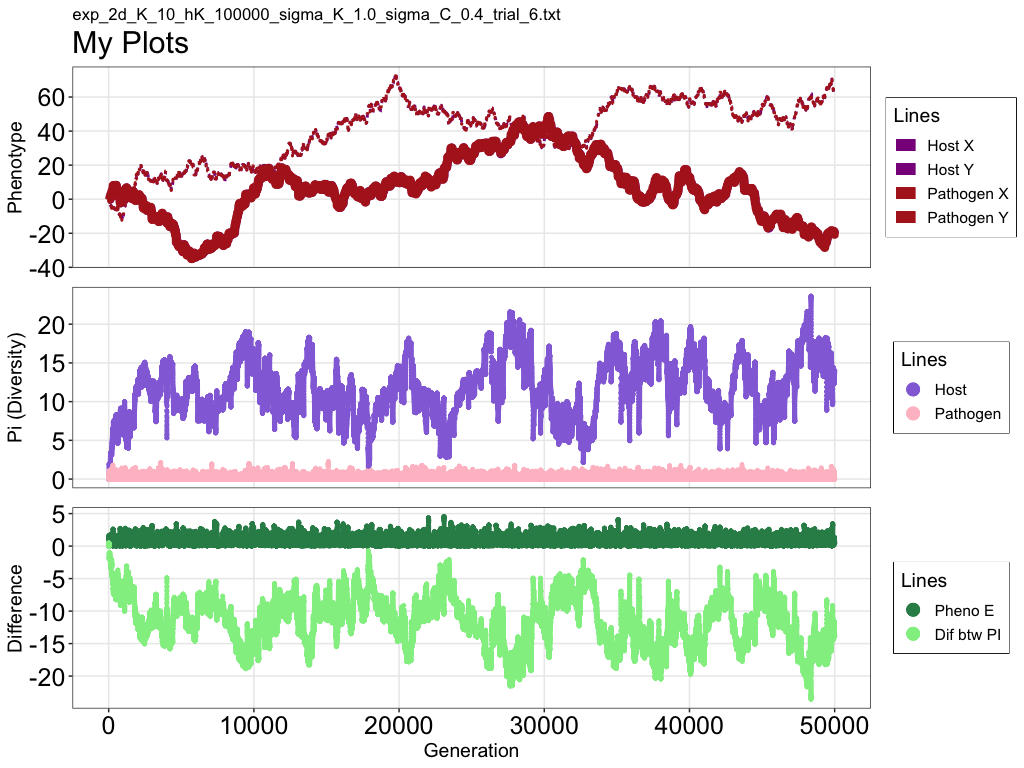 exp_2d_K_10_hK_100000_sigma_K_1.0_sigma_C_0.4_trial_6.txt
My Plots
Phenotype
60
40
20
0
-20
-40
Lines
Host X
Host Y
Pathogen X
Pathogen Y
Pi (Diversity)
20
15
10
5
0
Lines
Host
Pathogen
Difference
5
0
-5
-10
-15
-20
Lines
Pheno E
Dif btw PI
0 10000 20000 30000 40000 50000
Generation